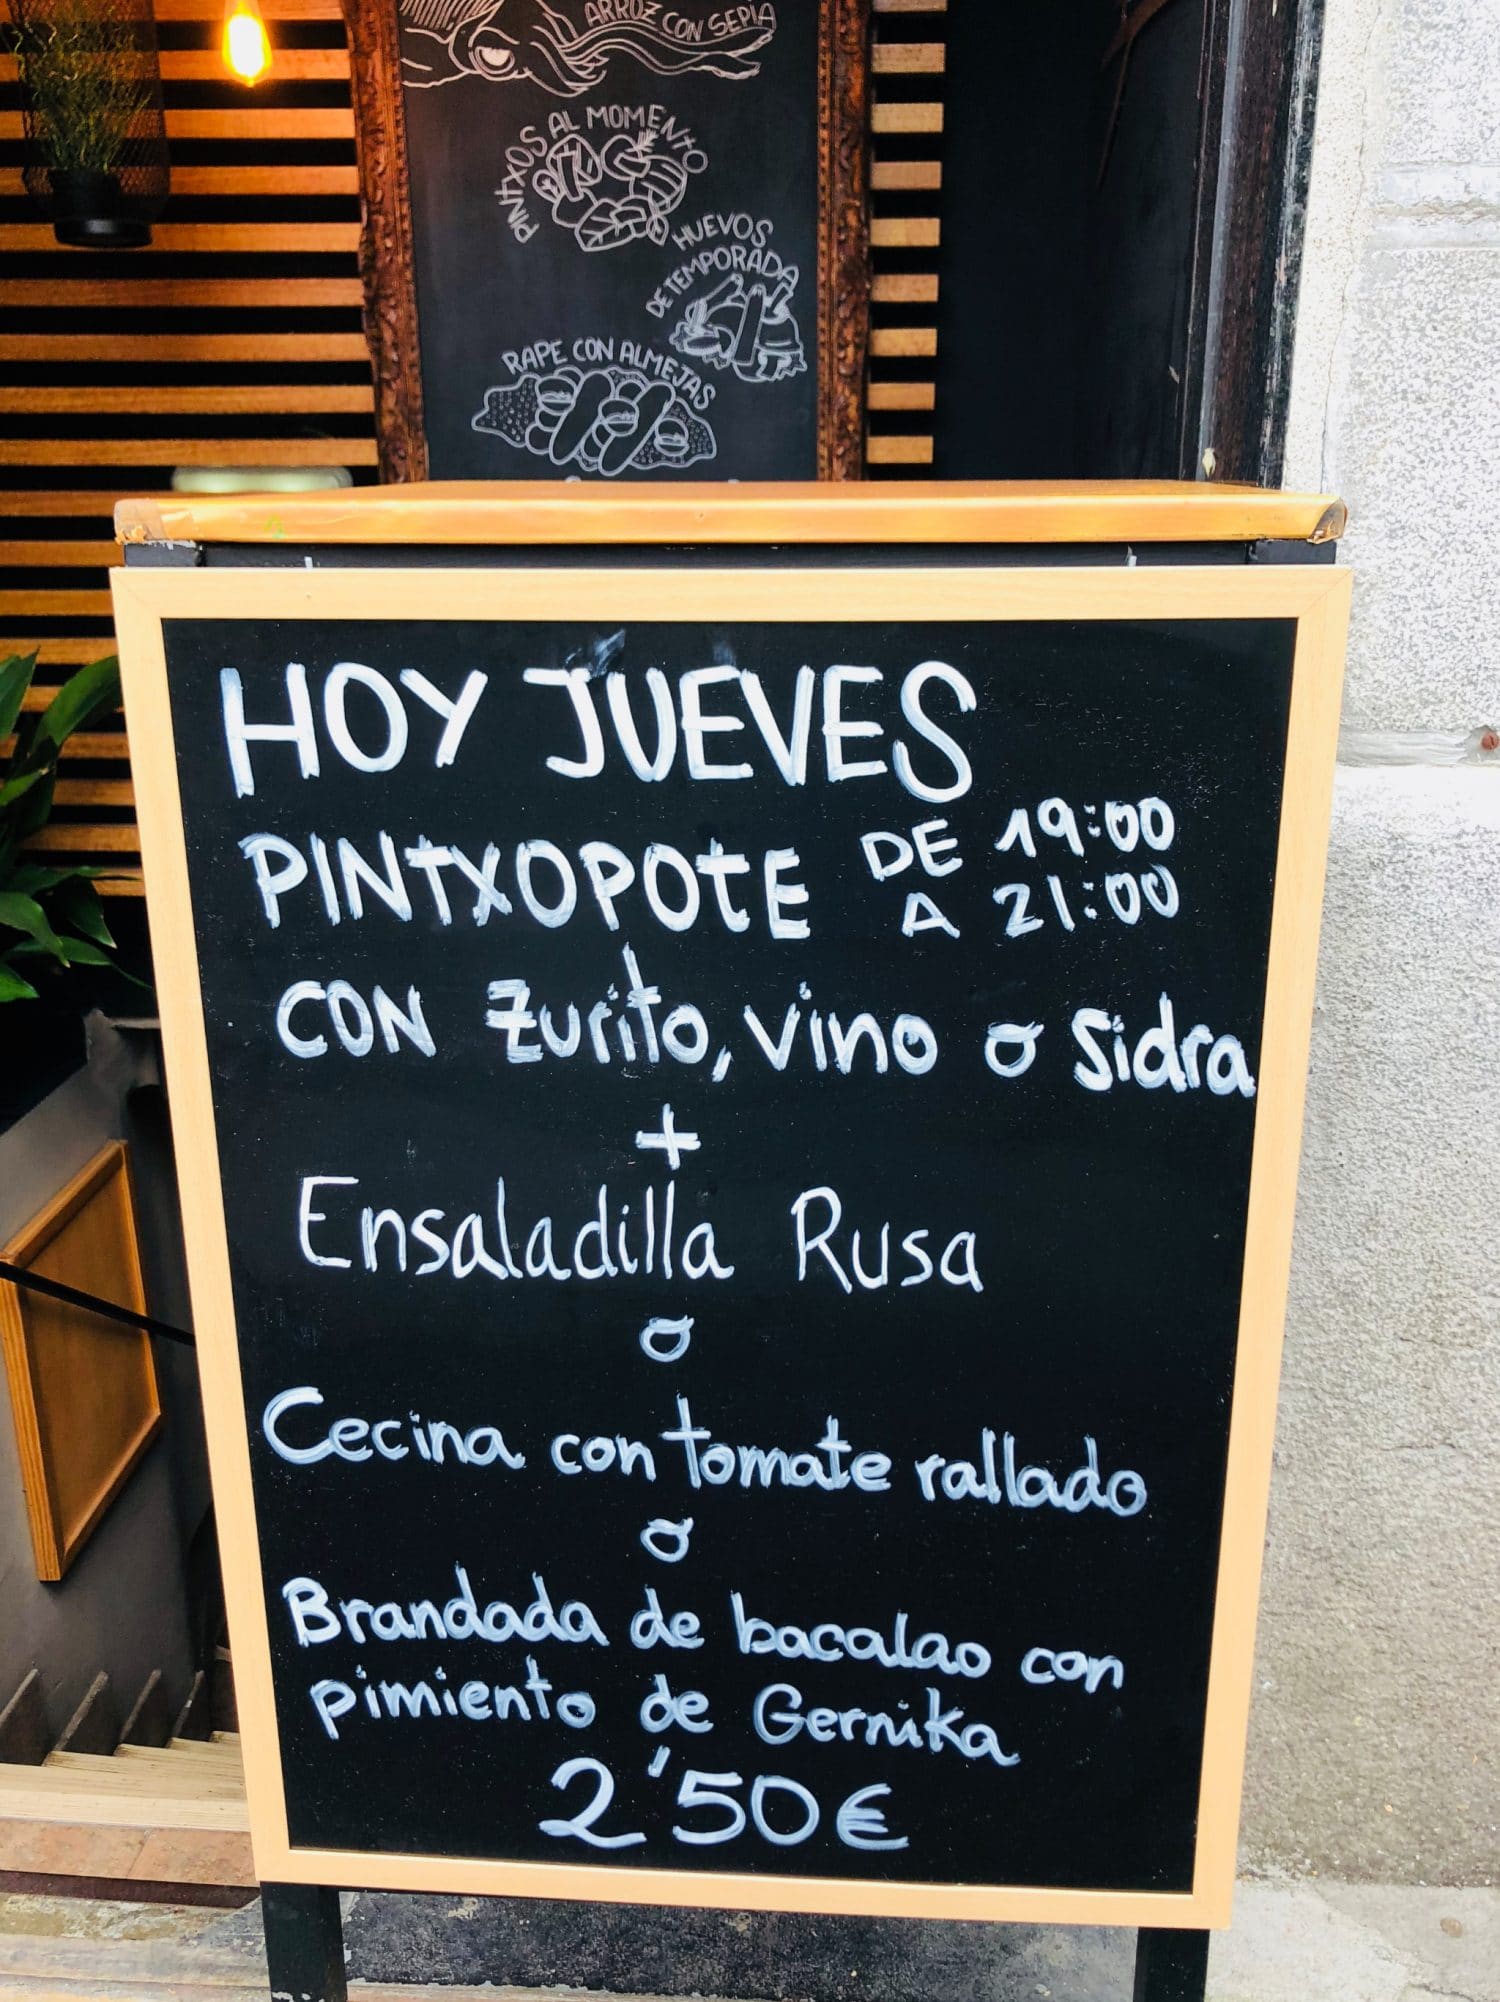 ARROZ CON SEPIA
PINTXOS AL MOMENTO
HUEVOS
DE TEMPORADA
RAPE CON ALMEJAS
HOY JUEVES
PINTXOPOTE DE 19:00
A 21:00
CON Zurito, vino o sidra
+
Ensaladilla Rusa
o
Cecina con tomate rallado
o
Brandada de bacalao con
pimiento de Gernika
2'50€